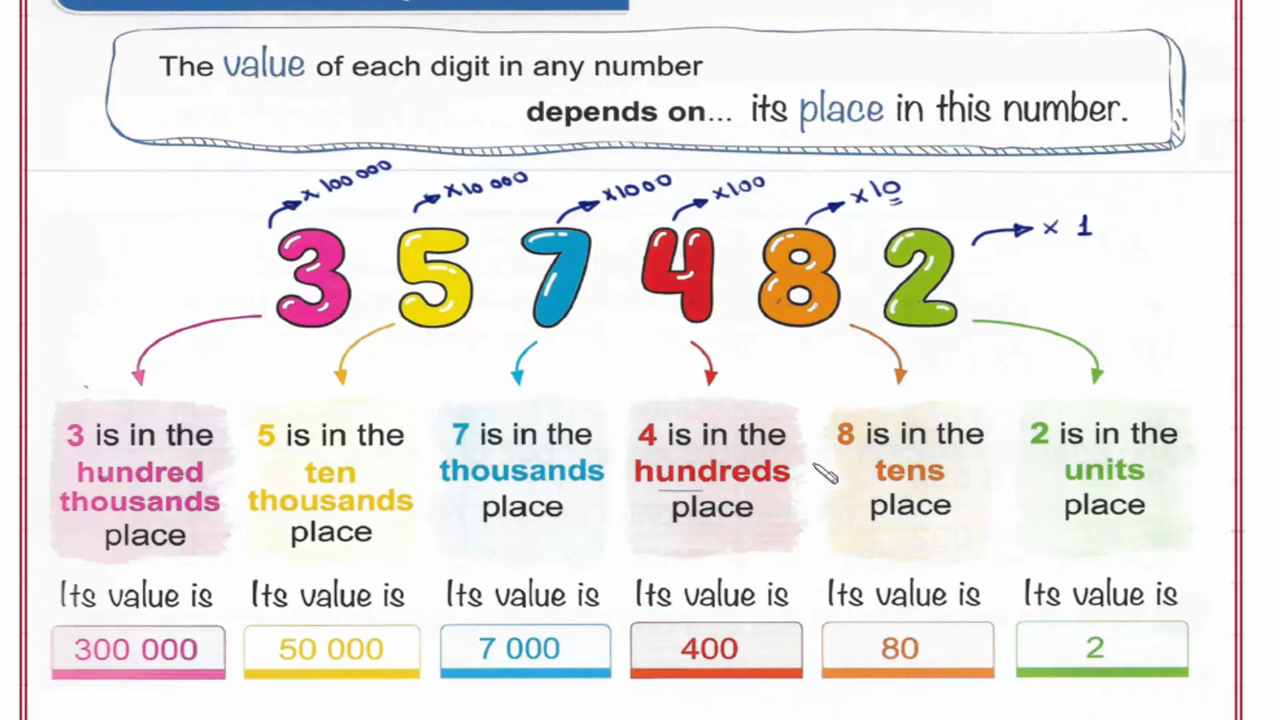 The value of each digit in any number
depends on... its place in this number.
x 100 000 x 10 000 x1000 x100 x 10 x 1
3 5 7 4 8 2
3 is in the 5 is in the 7 is in the 4 is in the 8 is in the 2 is in the
hundred ten thousands hundreds tens units
thousands thousands place place place place
place place
Its value is Its value is Its value is Its value is Its value is Its value is
300 000 50 000 7 000 400 80 2